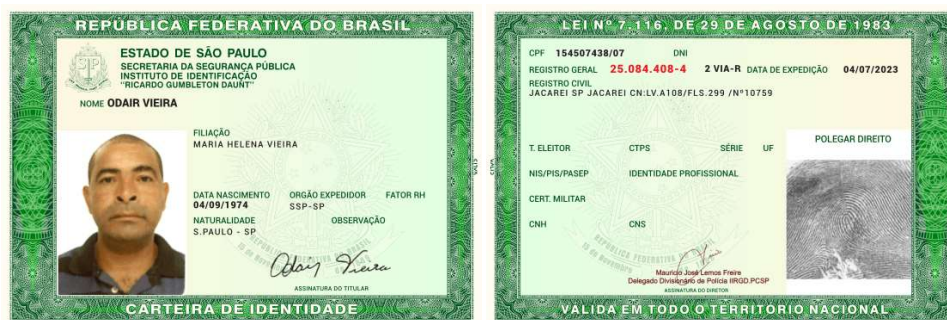 REPÚBLICA FEDERATIVA DO BRASIL
ESTADO DE SÃO PAULO
SECRETARIA DA SEGURANÇA PÚBLICA
INSTITUTO DE IDENTIFICAÇÃO
"RICARDO GUMBLETON DAUNT"
NOME ODAIR VIEIRA
FILIAÇÃO
MARIA HELENA VIEIRA
DATA NASCIMENTO ORGÃO EXPEDIDOR FATOR RH
04/09/1974 SSP-SP
NATURALIDADE OBSERVAÇÃO
S.PAULO - SP
Odair Vieira
ASSINATURA DO TITULAR
CARTEIRA DE IDENTIDADE
LEI Nº 7.116, DE 29 DE AGOSTO DE 1983
CPF 154507438/07 DNI
REGISTRO GERAL 25.084.408-4 2 VIA-R DATA DE EXPEDIÇÃO 04/07/2023
REGISTRO CIVIL
JACAREI SP JACAREI CN:LV.A108/FLS.299 /Nº10759
POLEGAR DIREITO
T. ELEITOR CTPS SÉRIE UF
NIS/PIS/PASEP IDENTIDADE PROFISSIONAL
CERT. MILITAR
CNH CNS
Mauricio José Lemos Freire
Delegado Divisionário de Polícia IIRGD.PCSP
ASSINATURA DO DIRETOR
VÁLIDA EM TODO O TERRITÓRIO NACIONAL